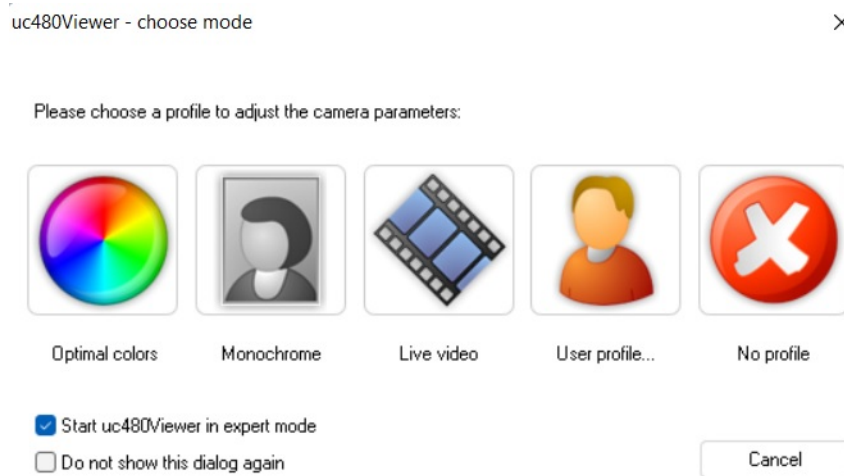 uc480Viewer - choose mode
Please choose a profile to adjust the camera parameters:
Optimal colors
Monochrome
Live video
User profile...
No profile
Start uc480Viewer in expert mode
Do not show this dialog again
Cancel